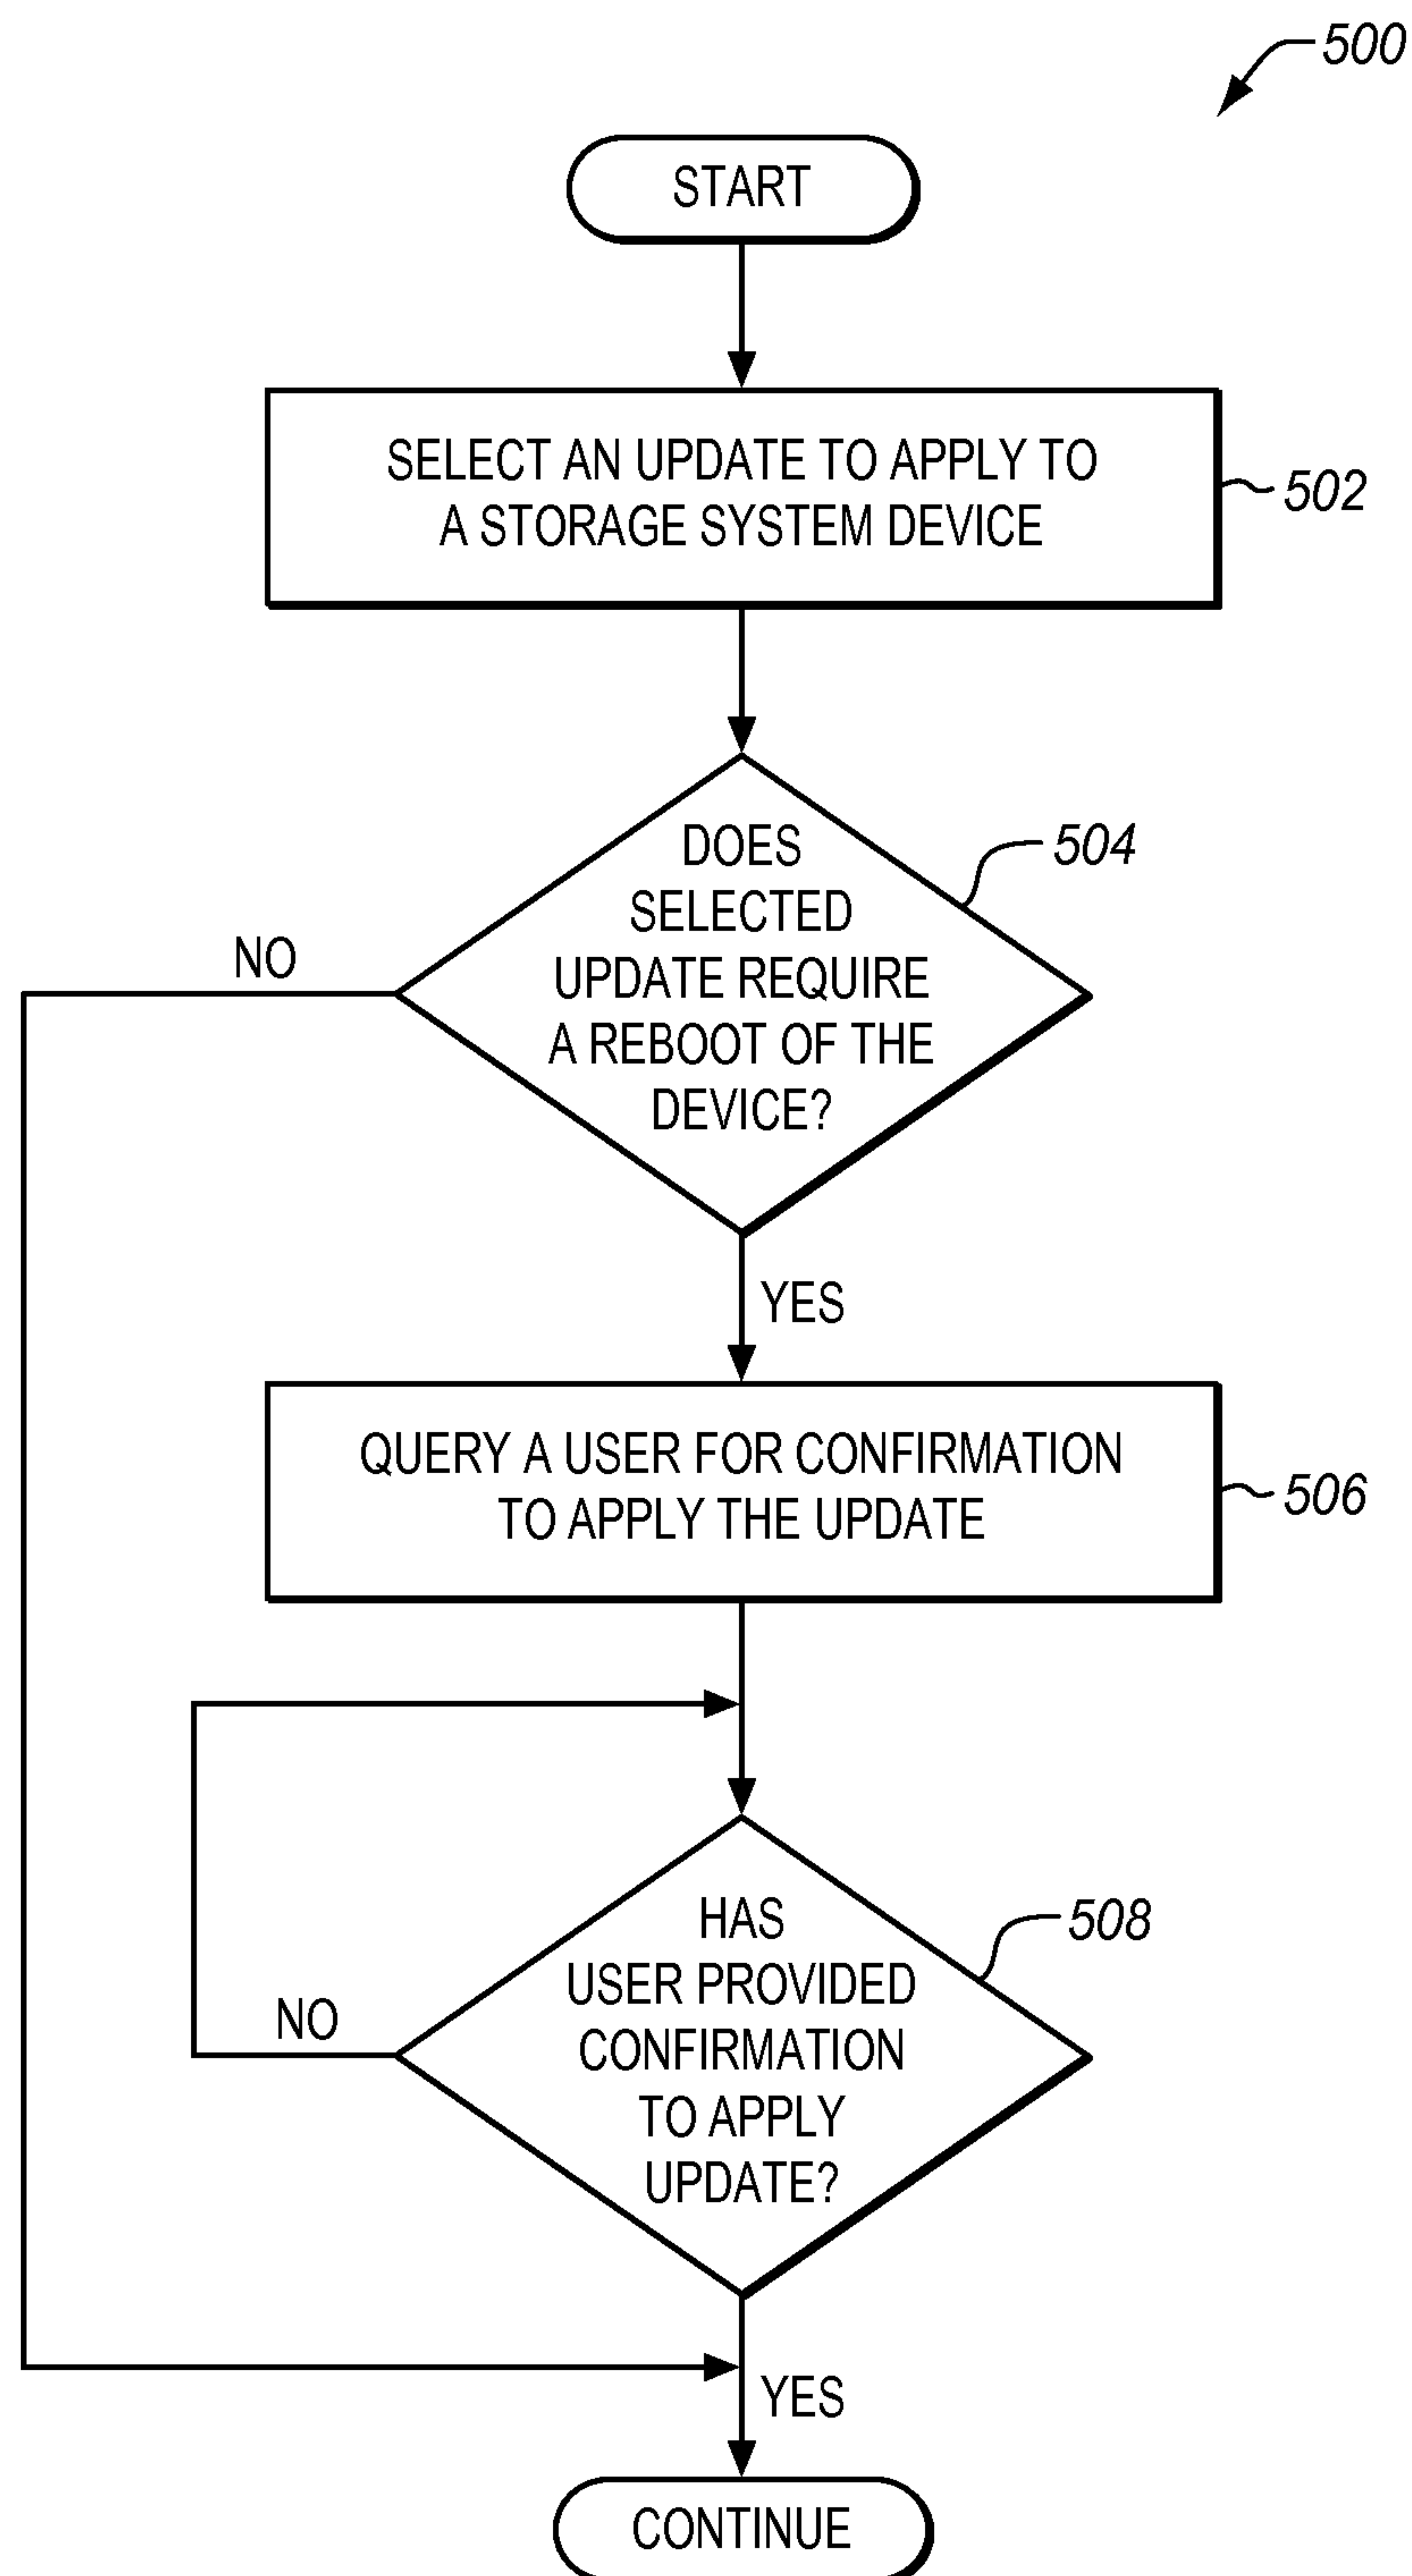 500
START
SELECT AN UPDATE TO APPLY TO
A STORAGE SYSTEM DEVICE
502
DOES
SELECTED
UPDATE REQUIRE
A REBOOT OF THE
DEVICE?
504
NO
YES
QUERY A USER FOR CONFIRMATION
TO APPLY THE UPDATE
506
HAS
USER PROVIDED
CONFIRMATION
TO APPLY
UPDATE?
508
NO
YES
CONTINUE